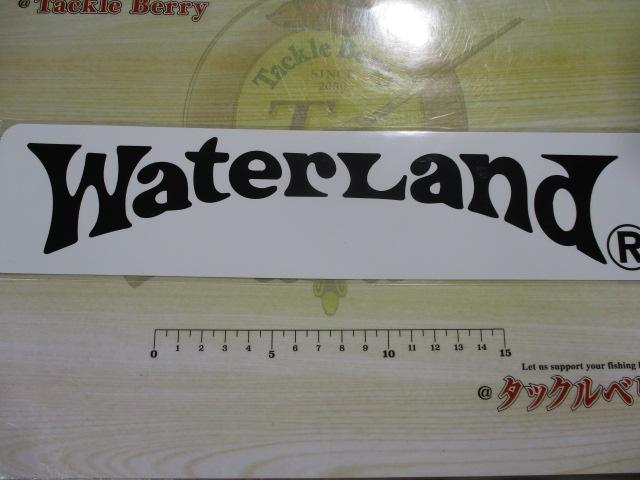 @Tackle Berry
Tackle Be
SINCE
WaterLand®
0 1 2 3 4 5 6 7 8 9 10 11 12 13 14 15
Let us support your fishing
@タックルベ